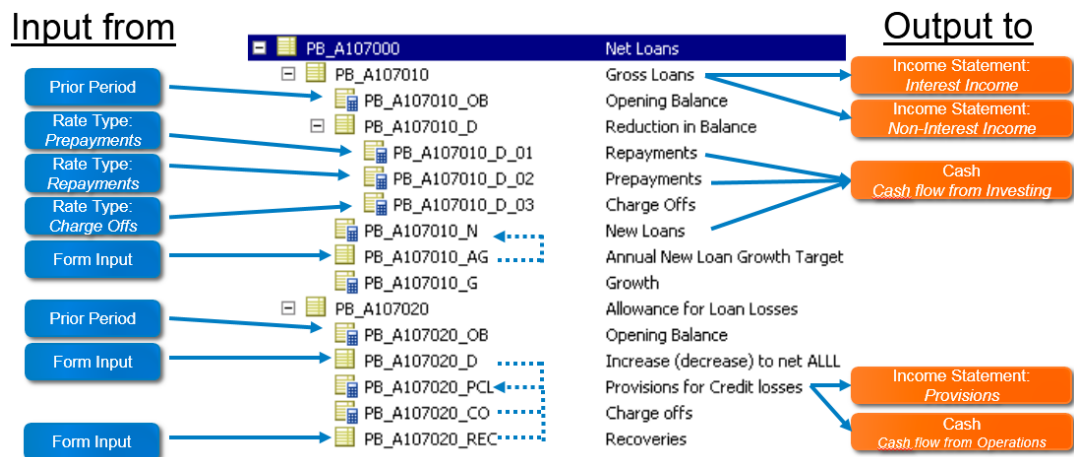 Input from
Output to
PB_A107000 Net Loans
PB_A107010 Gross Loans
Income Statement:
Interest Income
Prior Period
PB_A107010_OB Opening Balance
Income Statement:
Non-Interest Income
Rate Type:
Prepayments
PB_A107010_D Reduction in Balance
PB_A107010_D_01 Repayments
Rate Type:
Repayments
PB_A107010_D_02 Prepayments
Cash
Cash flow from Investing
Rate Type:
Charge Offs
PB_A107010_D_03 Charge Offs
PB_A107010_N New Loans
Form Input
PB_A107010_AG Annual New Loan Growth Target
PB_A107010_G Growth
PB_A107020 Allowance for Loan Losses
Prior Period
PB_A107020_OB Opening Balance
Form Input
PB_A107020_D Increase (decrease) to net ALLL
PB_A107020_PCL Provisions for Credit losses
Income Statement:
Provisions
PB_A107020_CO Charge offs
Form Input
PB_A107020_REC Recoveries
Cash
Cash flow from Operations